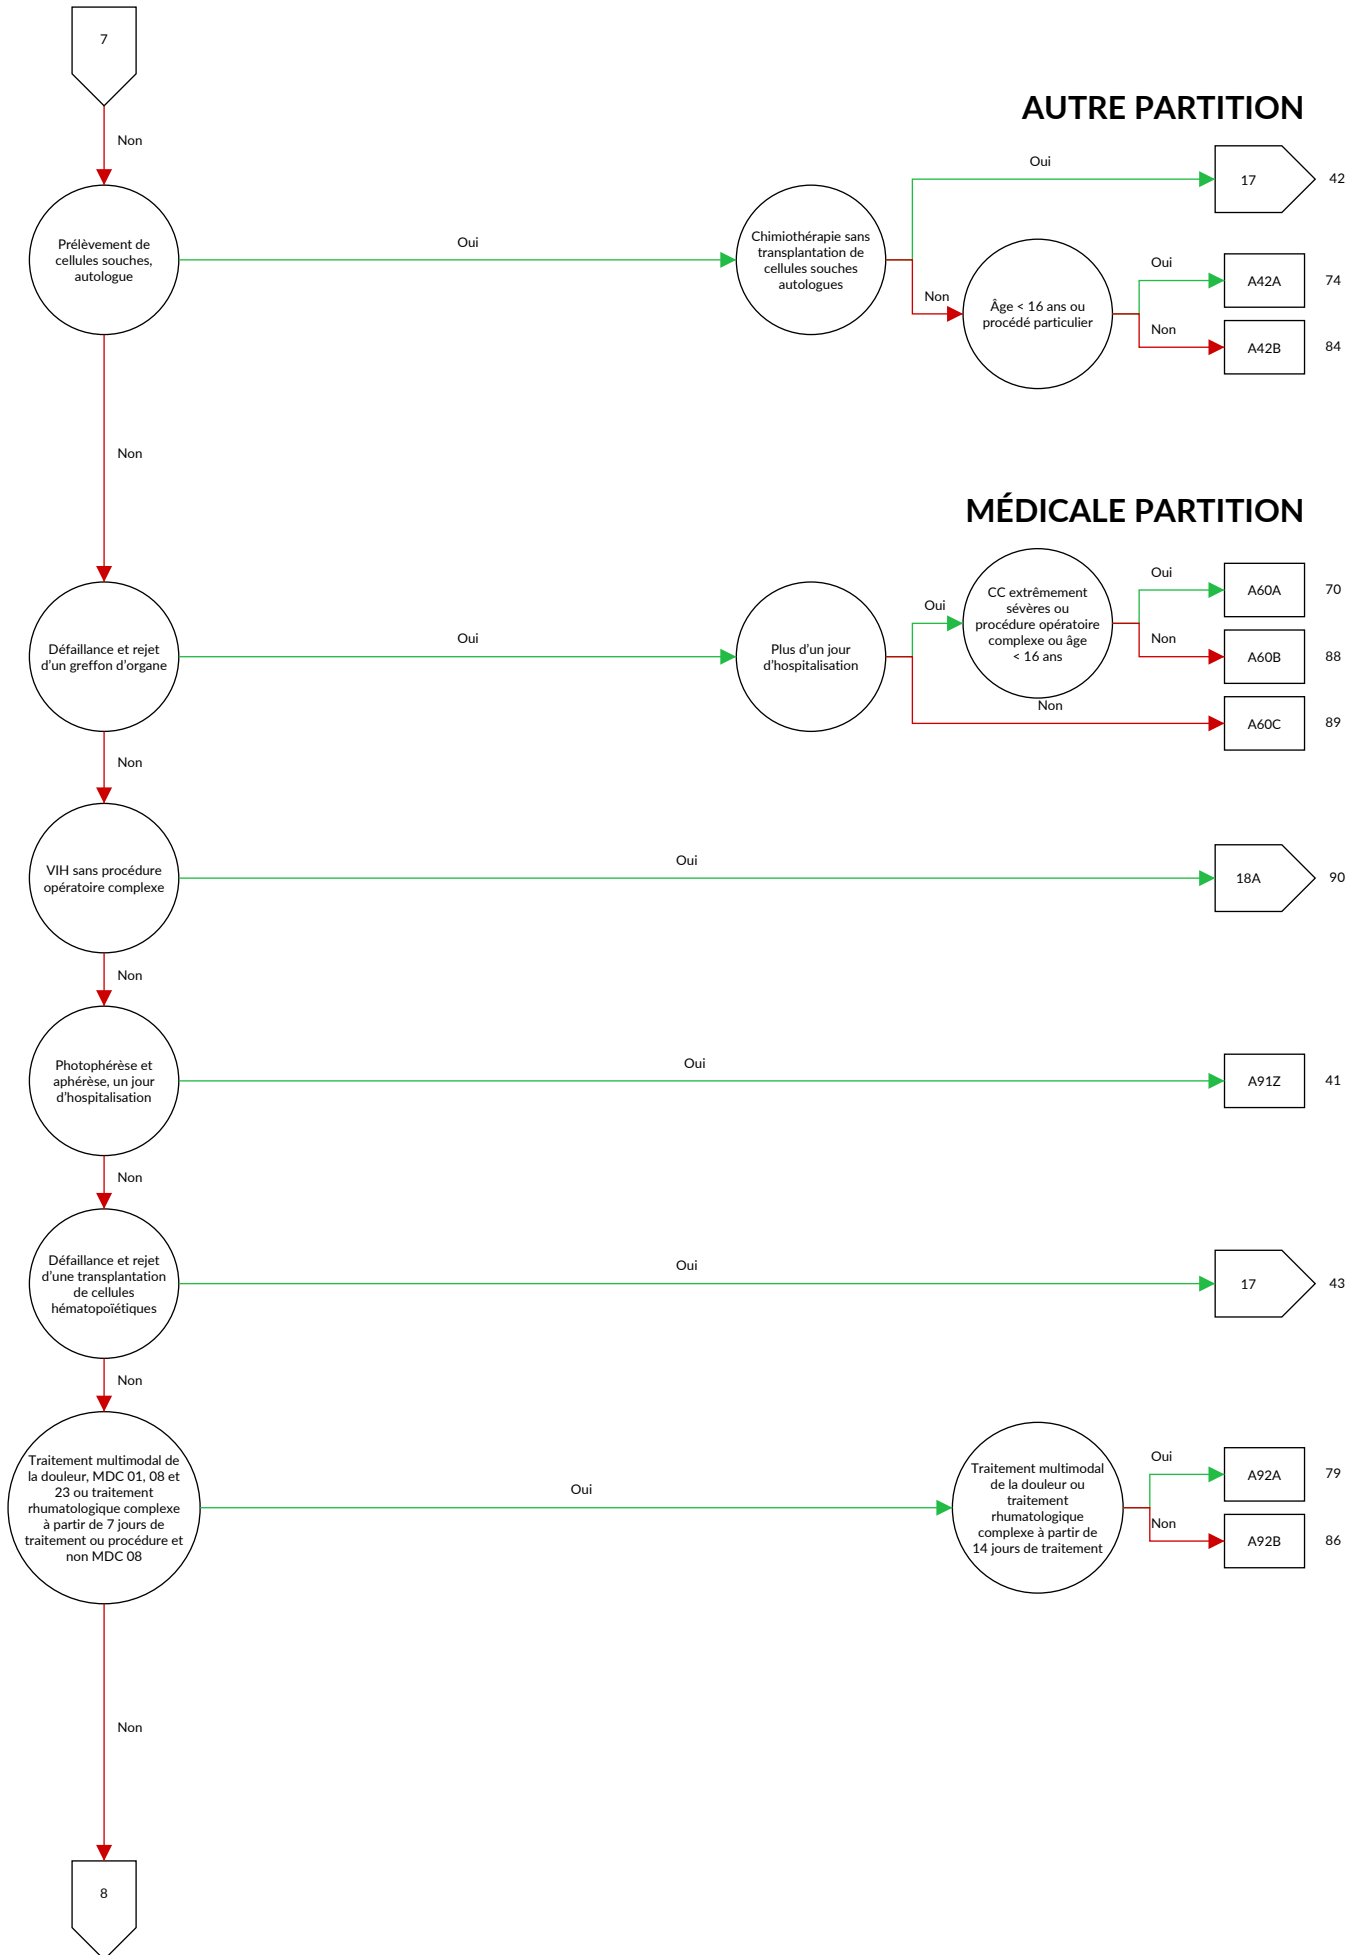 7
Non
AUTRE PARTITION
Oui
17
42
Prélèvement de
cellules souches,
autologue
Oui
Chimiothérapie sans
transplantation de
cellules souches
autologues
Non
Âge < 16 ans ou
procédé particulier
Oui
A42A
74
Non
A42B
84
Non
MÉDICALE PARTITION
Défaillance et rejet
d'un greffon d'organe
Oui
Plus d'un jour
d'hospitalisation
Oui
CC extrêmement
sévères ou
procédure opératoire
complexe ou âge
< 16 ans
Oui
A60A
70
Non
A60B
88
Non
A60C
89
Non
VIH sans procédure
opératoire complexe
Oui
18A
90
Non
Photophérèse et
aphérèse, un jour
d'hospitalisation
Oui
A91Z
41
Non
Défaillance et rejet
d'une transplantation
de cellules
hématopoïétiques
Oui
17
43
Non
Traitement multimodal de
la douleur, MDC 01, 08 et
23 ou traitement
rhumatologique complexe
à partir de 7 jours de
traitement ou procédure et
non MDC 08
Oui
Traitement multimodal
de la douleur ou
traitement
rhumatologique
complexe à partir de
14 jours de traitement
Oui
A92A
79
Non
A92B
86
Non
8